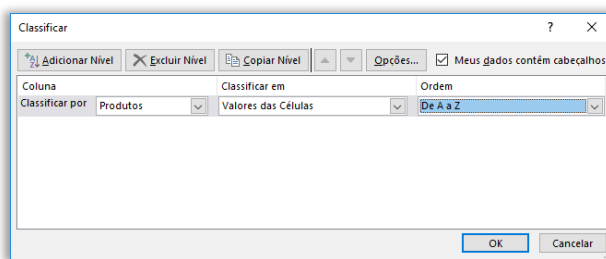 Classificar ? X
Adicionar Nível Excluir Nível Copiar Nível Opções... Meus dados contêm cabeçalhos
Coluna Classificar em Ordem
Classificar por Produtos Valores das Células De A a Z
OK Cancelar